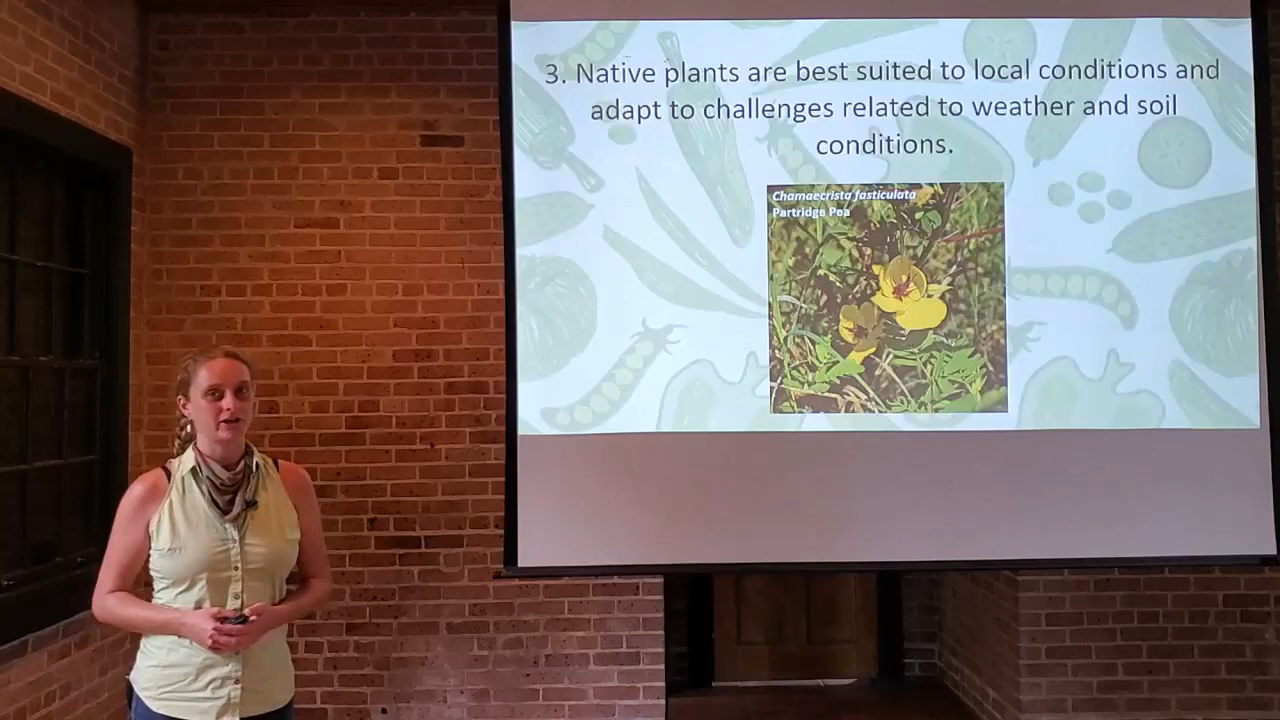 3. Native plants are best suited to local conditions and
adapt to challenges related to weather and soil
conditions.
Chamaecrista fasticulata
Partridge Pea